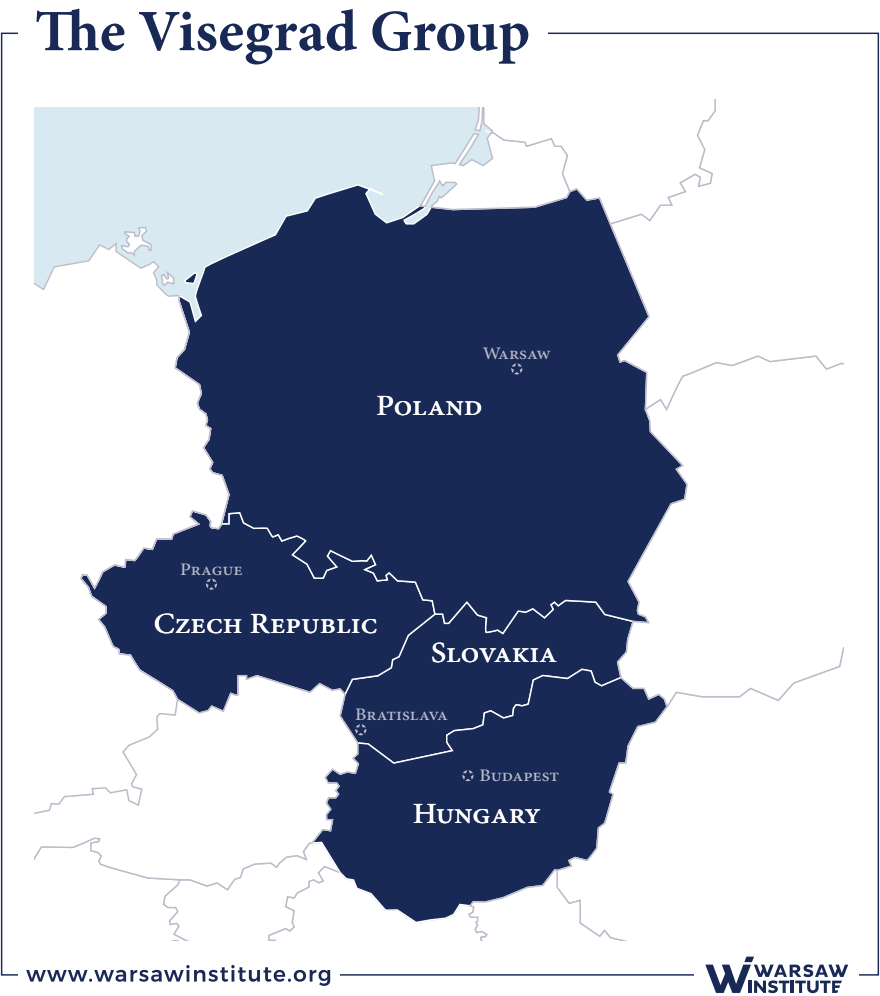 The Visegrad Group
Warsaw
Poland
Prague
Czech Republic
Slovakia
Bratislava
Budapest
Hungary
www.warsawinstitute.org
WARSAW
INSTITUTE